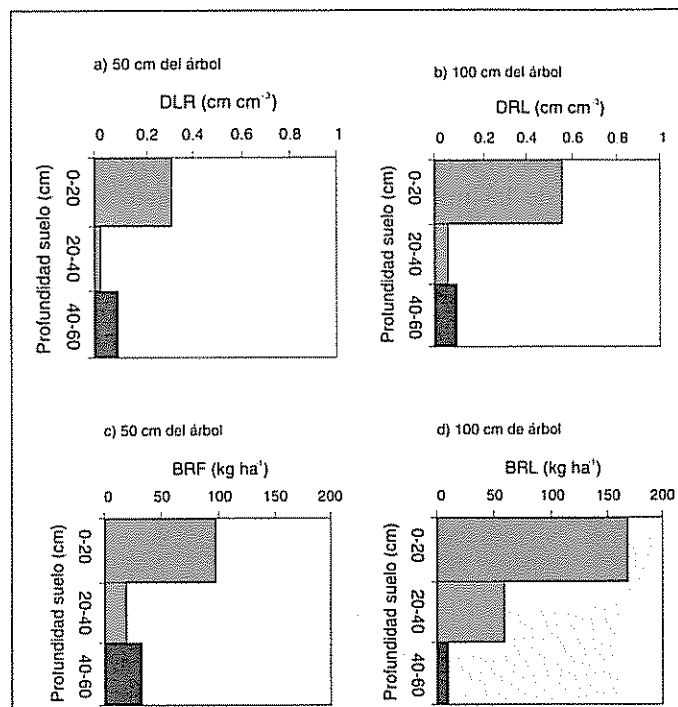 a) 50 cm del árbol
DLR (cm cm⁻³)
0 0.2 0.4 0.6 0.8 1
Profundidad suelo (cm)
0-20
20-40
40-60
b) 100 cm del árbol
DRL (cm cm⁻³)
0 0.2 0.6 0.8 1
Profundidad suelo (cm)
0-20
20-40
40-60
c) 50 cm del árbol
BRF (kg ha⁻¹)
0 50 100 200
Profundidad suelo (cm)
0-20
20-40
40-60
d) 100 cm de árbol
BRL (kg ha⁻¹)
0 50 100 150 200
Profundidad suelo (cm)
0-20
20-40
40-60